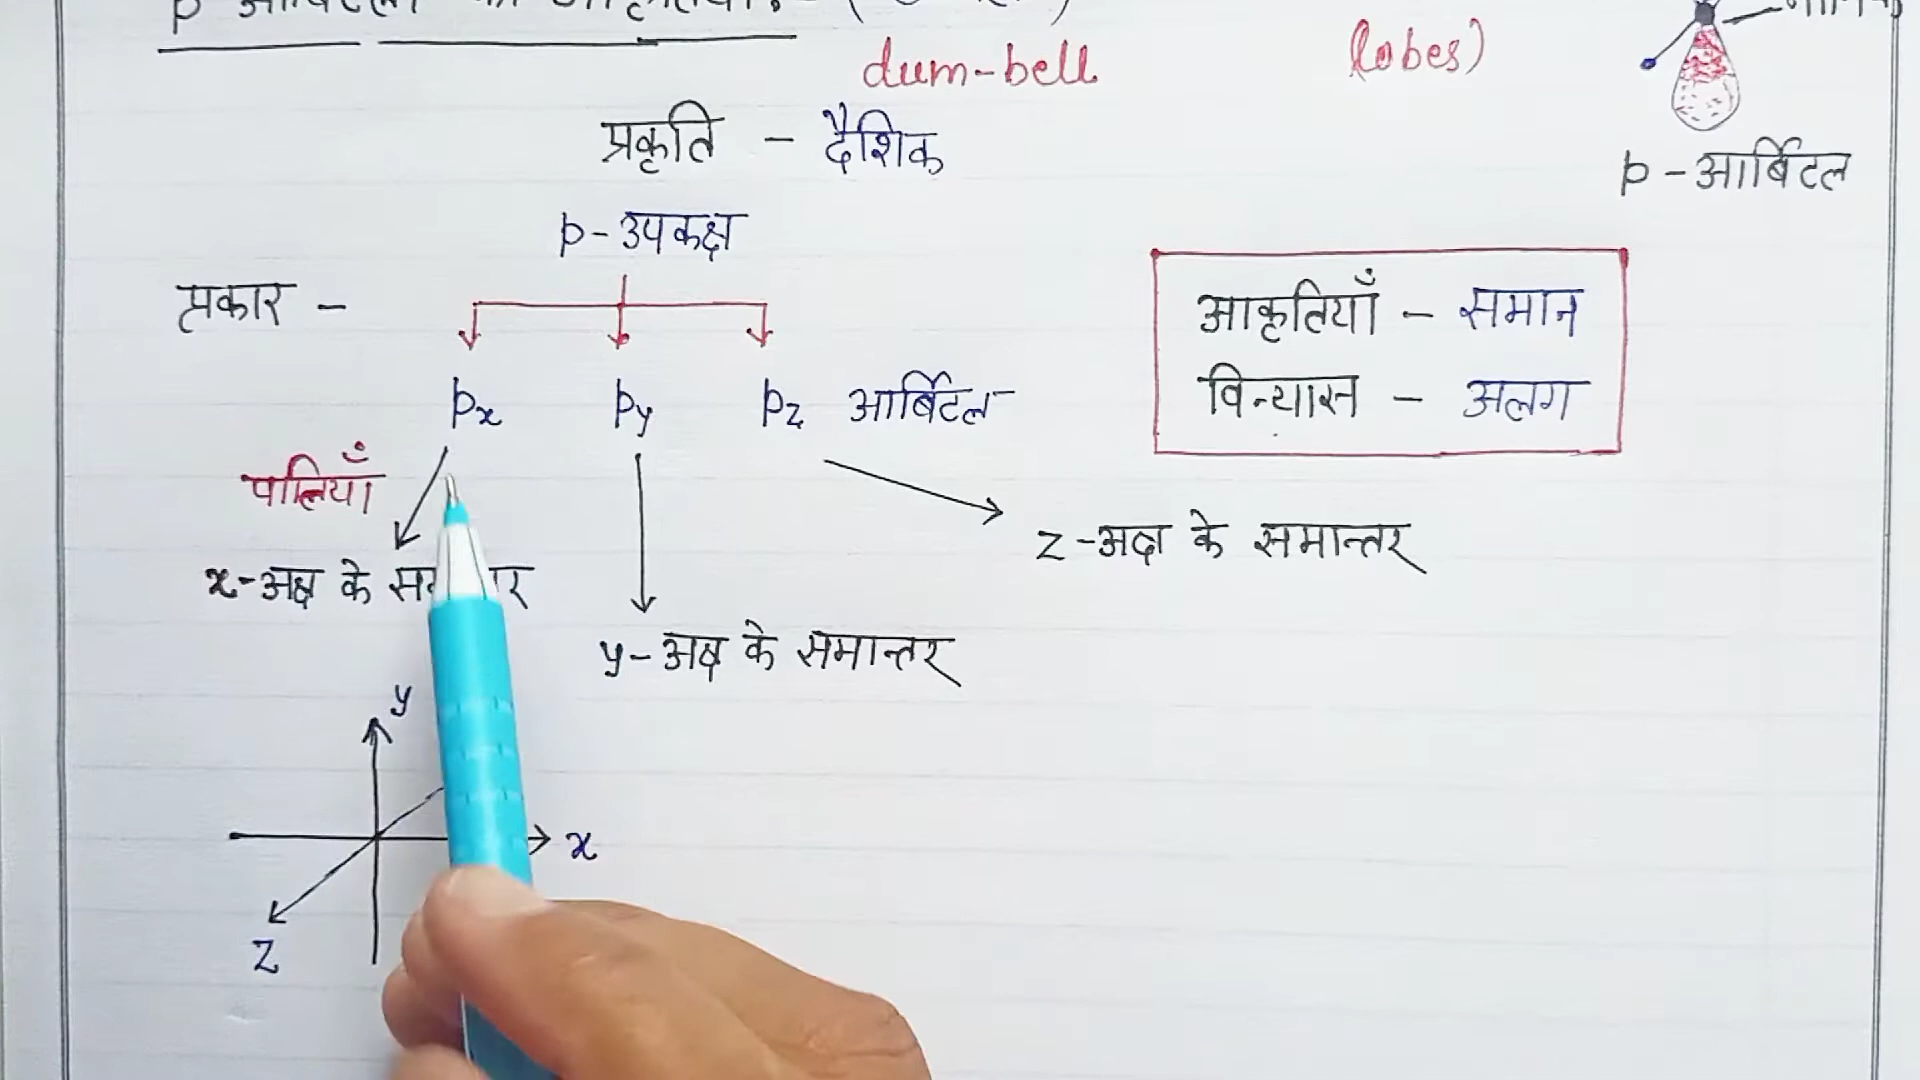 dum-bell
(lobes)
प्रकृति - दैशिक
p-आर्बिटल
p-उपकक्ष
प्रकार -
आकृतियाँ - समान
विन्यास - अलग
px py pz आर्बिटल
पालियाँ
z-अक्ष के समान्तर
x-अक्ष के
y-अक्ष के समान्तर
y
x
z